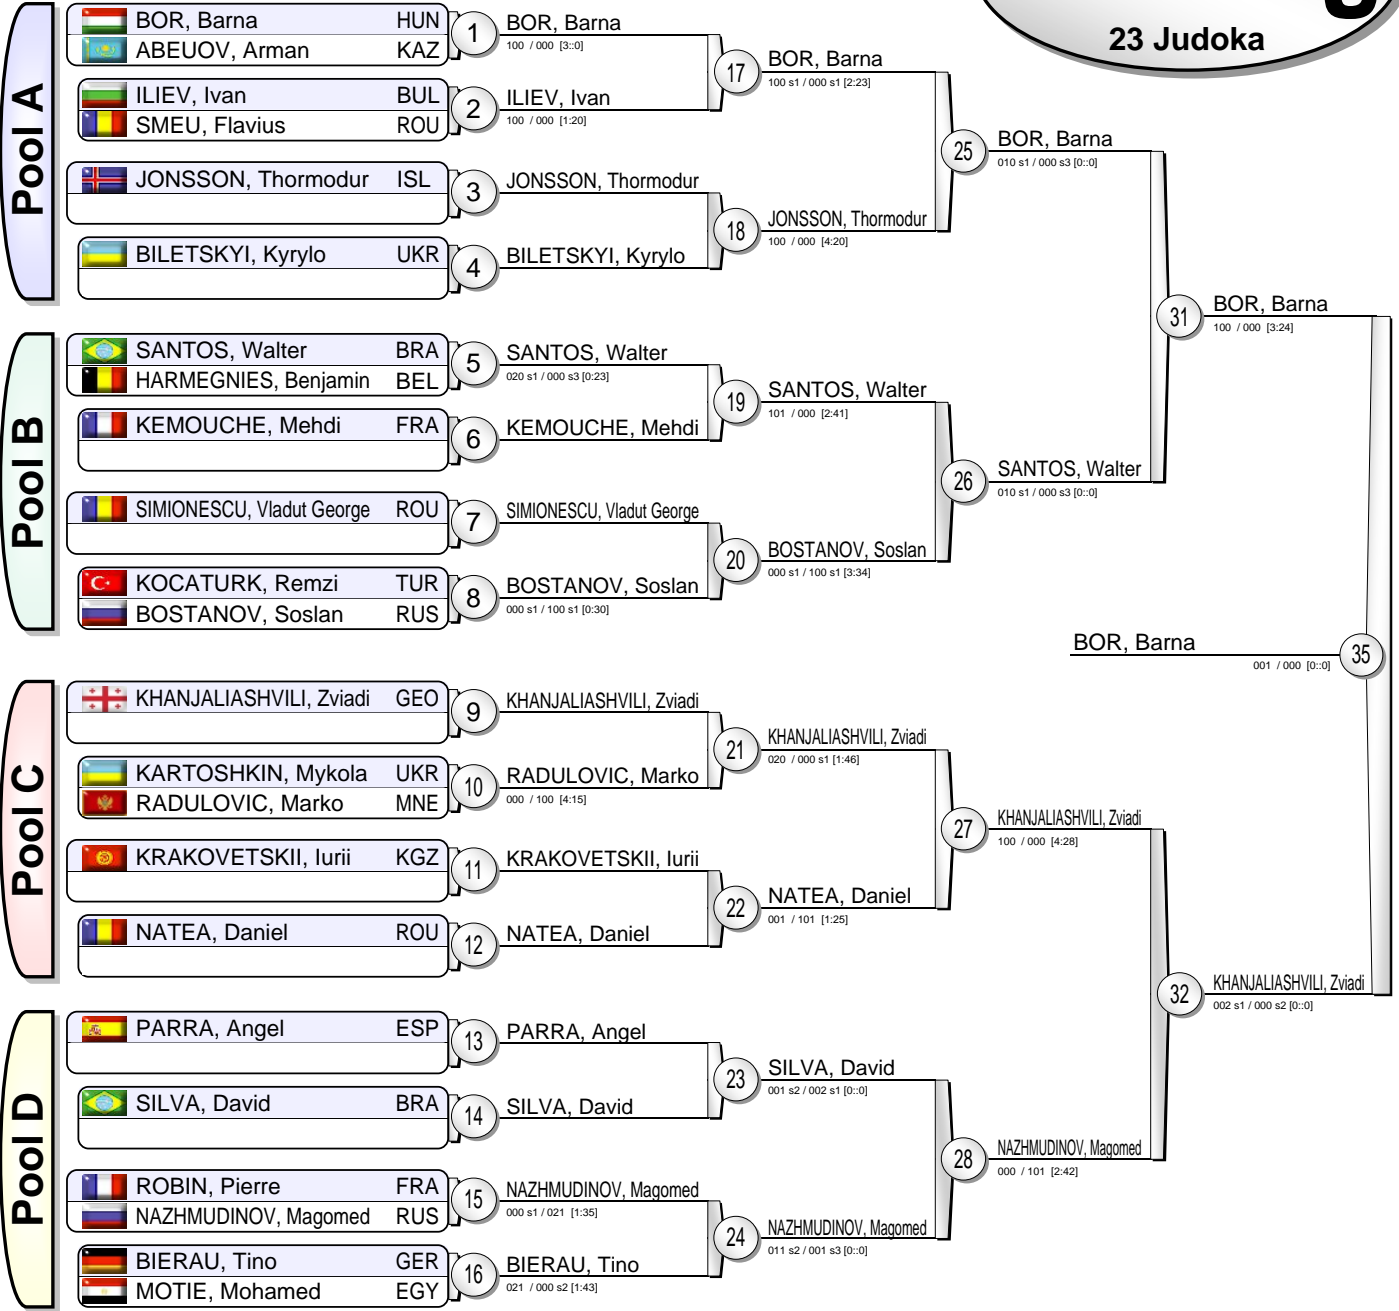 23 Judoka
Pool A
BOR, Barna HUN
ABEUOV, Arman KAZ
1
BOR, Barna
100 / 000 [3::0]
ILIEV, Ivan BUL
SMEU, Flavius ROU
2
ILIEV, Ivan
100 / 000 [1:20]
17
BOR, Barna
100 s1 / 000 s1 [2:23]
JONSSON, Thormodur ISL
3
JONSSON, Thormodur
BILETSKYI, Kyrylo UKR
4
BILETSKYI, Kyrylo
18
JONSSON, Thormodur
100 / 000 [4:20]
25
BOR, Barna
010 s1 / 000 s3 [0::0]
Pool B
SANTOS, Walter BRA
HARMEGNIES, Benjamin BEL
5
SANTOS, Walter
020 s1 / 000 s3 [0:23]
KEMOUCHE, Mehdi FRA
6
KEMOUCHE, Mehdi
19
SANTOS, Walter
101 / 000 [2:41]
SIMIONESCU, Vladut George ROU
7
SIMIONESCU, Vladut George
KOCATURK, Remzi TUR
BOSTANOV, Soslan RUS
8
BOSTANOV, Soslan
000 s1 / 100 s1 [0:30]
20
BOSTANOV, Soslan
000 s1 / 100 s1 [3:34]
26
SANTOS, Walter
010 s1 / 000 s3 [0::0]
31
BOR, Barna
100 / 000 [3:24]
Pool C
KHANJALIASHVILI, Zviadi GEO
9
KHANJALIASHVILI, Zviadi
KARTOSHKIN, Mykola UKR
RADULOVIC, Marko MNE
10
RADULOVIC, Marko
000 / 100 [4:15]
21
KHANJALIASHVILI, Zviadi
020 / 000 s1 [1:46]
KRAKOVETSKII, Iurii KGZ
11
KRAKOVETSKII, Iurii
NATEA, Daniel ROU
12
NATEA, Daniel
22
NATEA, Daniel
001 / 101 [1:25]
27
KHANJALIASHVILI, Zviadi
100 / 000 [4:28]
Pool D
PARRA, Angel ESP
13
PARRA, Angel
SILVA, David BRA
14
SILVA, David
23
SILVA, David
001 s2 / 002 s1 [0::0]
ROBIN, Pierre FRA
NAZHMUDINOV, Magomed RUS
15
NAZHMUDINOV, Magomed
000 s1 / 021 [1:35]
BIERAU, Tino GER
MOTIE, Mohamed EGY
16
BIERAU, Tino
021 / 000 s2 [1:43]
24
NAZHMUDINOV, Magomed
011 s2 / 001 s3 [0::0]
28
NAZHMUDINOV, Magomed
000 / 101 [2:42]
32
KHANJALIASHVILI, Zviadi
002 s1 / 000 s2 [0::0]
BOR, Barna
001 / 000 [0::0]
35